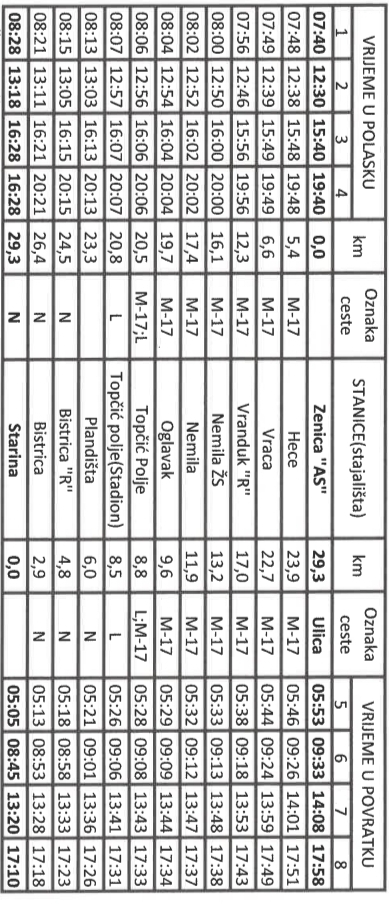 VRIJEME U POLASKU km Oznaka ceste STANICE(stajališta) km Oznaka ceste VRIJEME U POVRATKU
1 2 3 4 5 6 7 8
07:40 12:30 15:40 19:40 0,0 Zenica "AS" 29,3 Ulica 05:53 09:33 14:08 17:58
07:48 12:38 15:48 19:48 5,4 M-17 Hece 23,9 M-17 05:46 09:26 14:01 17:51
07:49 12:39 15:49 19:49 6,6 M-17 Vraca 22,7 M-17 05:44 09:24 13:59 17:49
07:56 12:46 15:56 19:56 12,3 M-17 Vranduk "R" 17,0 M-17 05:38 09:18 13:53 17:43
08:00 12:50 16:00 20:00 16,1 M-17 Nemila ŽS 13,2 M-17 05:33 09:13 13:48 17:38
08:02 12:52 16:02 20:02 17,4 M-17 Nemila 11,9 M-17 05:32 09:12 13:47 17:37
08:04 12:54 16:04 20:04 19,7 M-17 Oglavak 9,6 M-17 05:29 09:09 13:44 17:34
08:06 12:56 16:06 20:06 20,5 M-17;L Topčić Polje 8,8 L;M-17 05:28 09:08 13:43 17:33
08:07 12:57 16:07 20:07 20,8 L Topčić polje(Stadion) 8,5 L 05:26 09:06 13:41 17:31
08:13 13:03 16:13 20:13 23,3 Plandišta 6,0 N 05:21 09:01 13:36 17:26
08:15 13:05 16:15 20:15 24,5 N Bistrica "R" 4,8 N 05:18 08:58 13:33 17:23
08:21 13:11 16:21 20:21 26,4 N Bistrica 2,9 N 05:13 08:53 13:28 17:18
08:28 13:18 16:28 16:28 29,3 N Starina 0,0 05:05 08:45 13:20 17:10